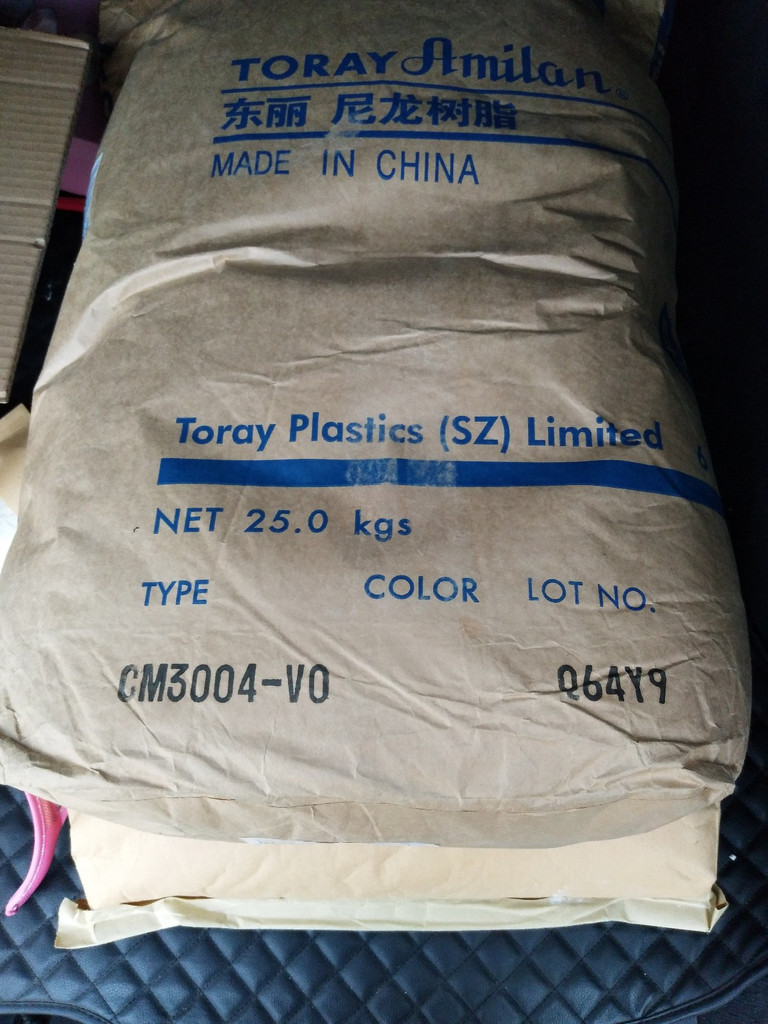 TORAY Amilan®
东丽 尼龙树脂
MADE IN CHINA
Toray Plastics (SZ) Limited
NET 25.0 kgs
TYPE COLOR LOT NO.
CM3004-V0 Q64Y9